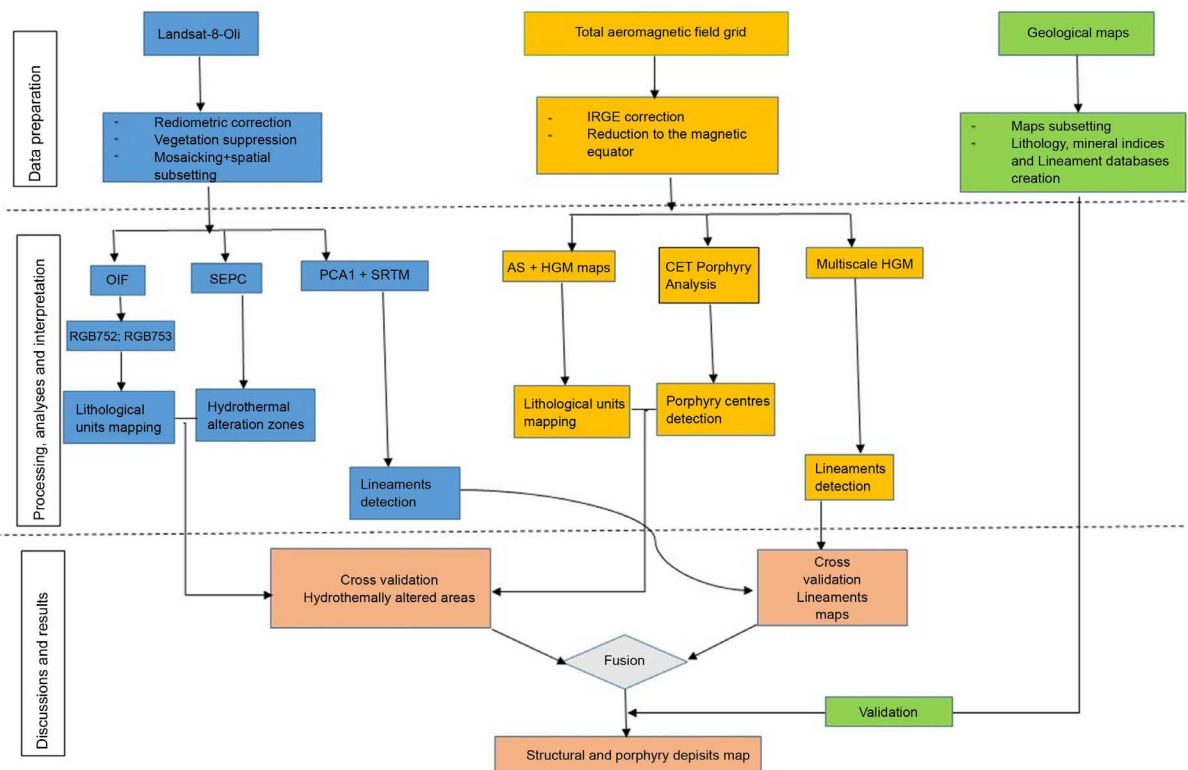 Data preparation
Landsat-8-Oli
Total aeromagnetic field grid
Geological maps
- Rediometric correction
- Vegetation suppression
- Mosaicking+spatial
subsetting
- IRGE correction
- Reduction to the magnetic
equator
- Maps subsetting
- Lithology, mineral indices
and Lineament databases
creation
Processing, analyses and interpretation
OIF
SEPC
PCA1 + SRTM
AS + HGM maps
CET Porphyry
Analysis
Multiscale HGM
RGB752; RGB753
Lithological
units mapping
Hydrothermal
alteration zones
Lithological units
mapping
Porphyry centres
detection
Lineaments
detection
Lineaments
detection
Discussions and results
Cross validation
Hydrothemally altered areas
Cross
validation
Lineaments
maps
Fusion
Validation
Structural and porphyry depisits map